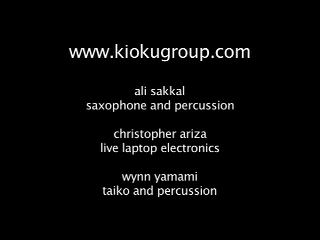 www.kiokugroup.com
ali sakkal
saxophone and percussion
christopher ariza
live laptop electronics
wynn yamami
taiko and percussion